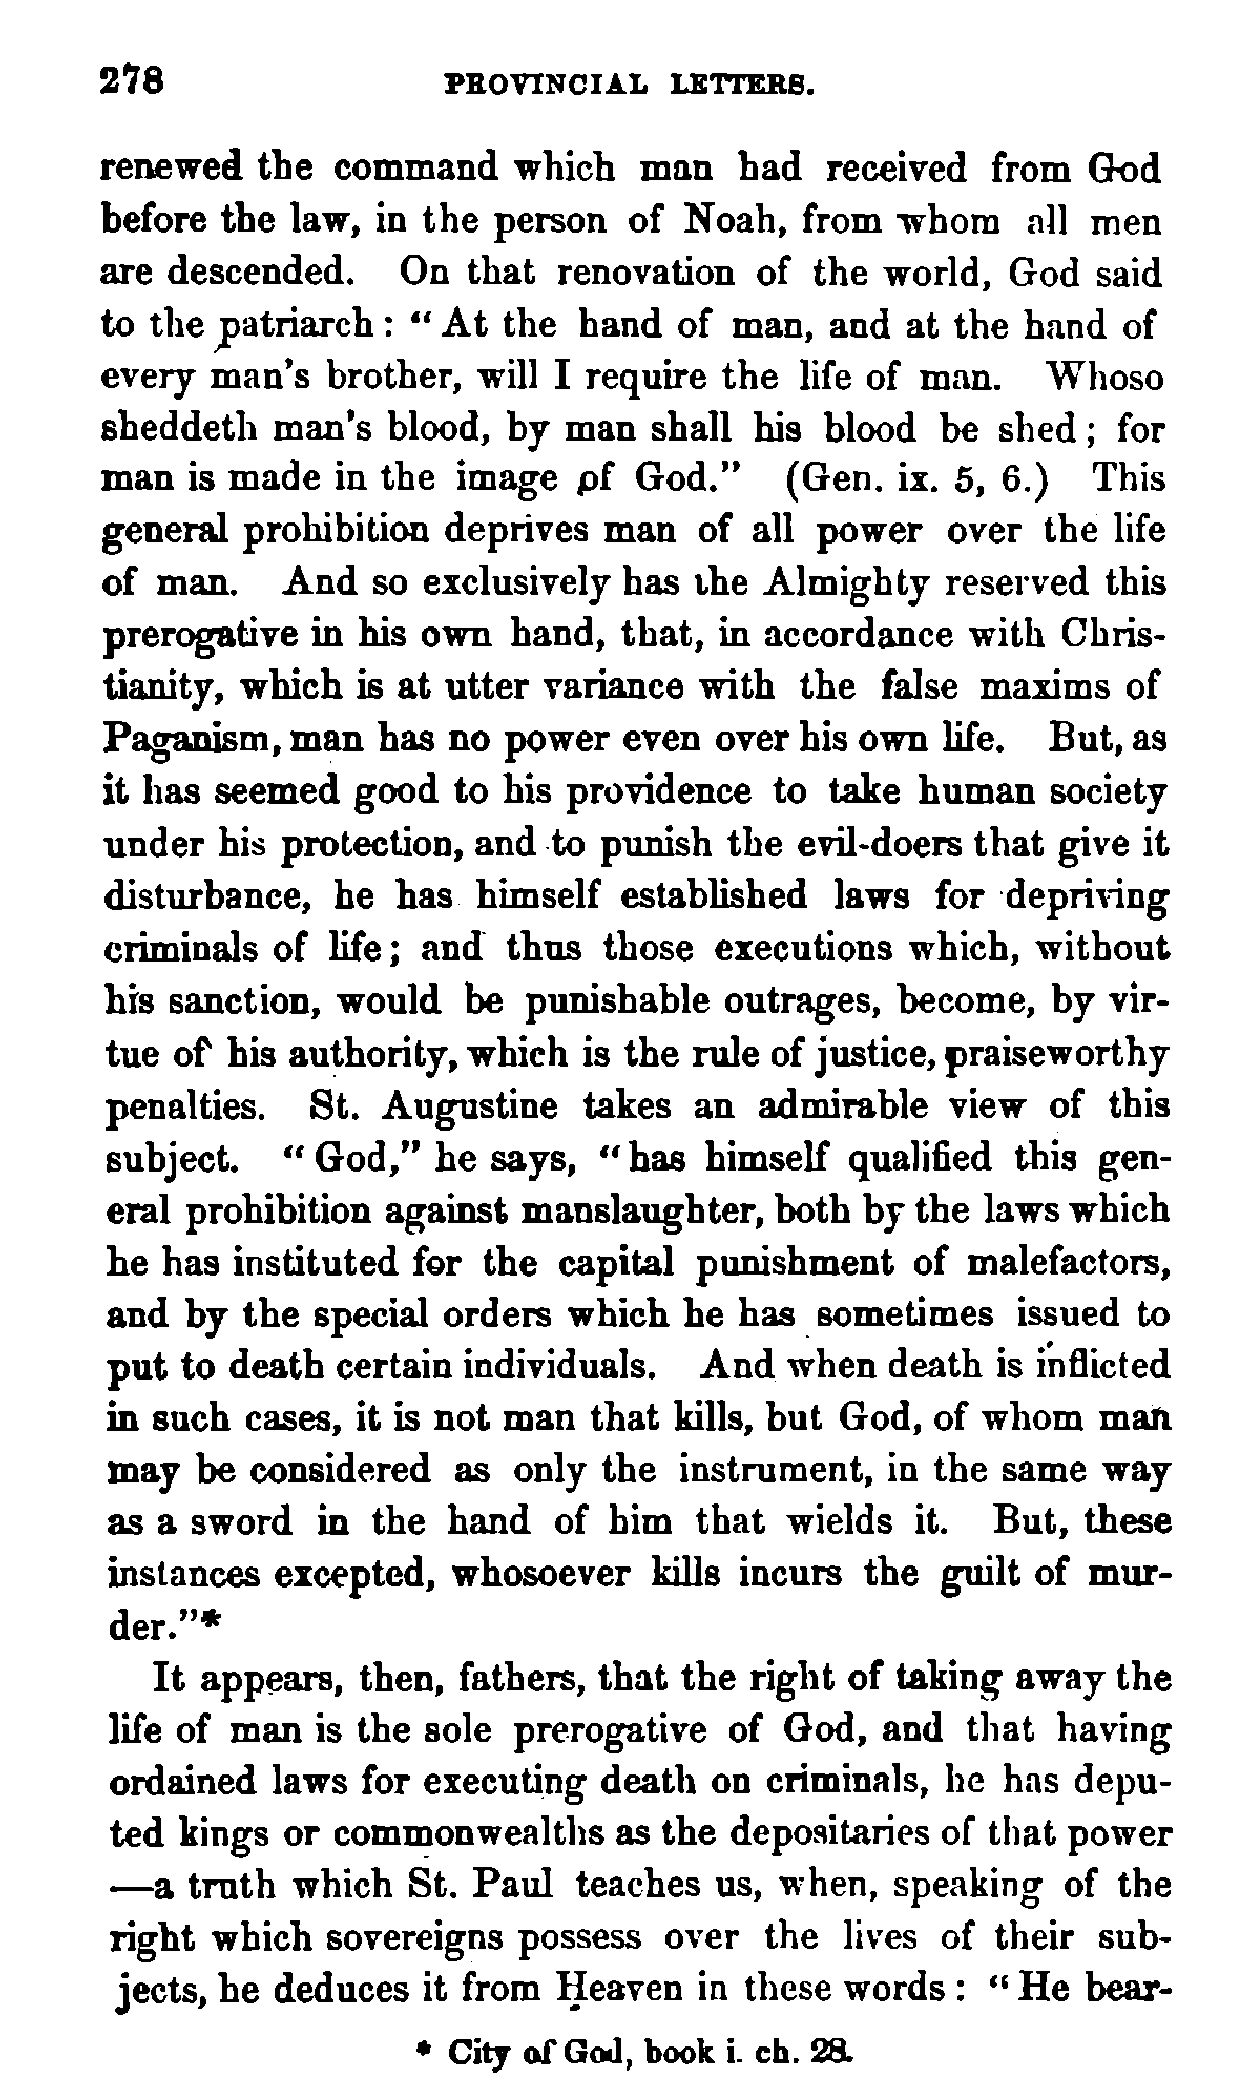 278 PROVINCIAL LETTERS.
renewed the command which man had received from God
before the law, in the person of Noah, from whom all men
are descended. On that renovation of the world, God said
to the patriarch: "At the hand of man, and at the hand of
every man's brother, will I require the life of man. Whoso
sheddeth man's blood, by man shall his blood be shed; for
man is made in the image of God." (Gen. ix. 5, 6.) This
general prohibition deprives man of all power over the life
of man. And so exclusively has the Almighty reserved this
prerogative in his own hand, that, in accordance with Chris-
tianity, which is at utter variance with the false maxims of
Paganism, man has no power even over his own life. But, as
it has seemed good to his providence to take human society
under his protection, and to punish the evil-doers that give it
disturbance, he has himself established laws for depriving
criminals of life; and thus those executions which, without
his sanction, would be punishable outrages, become, by vir-
tue of his authority, which is the rule of justice, praiseworthy
penalties. St. Augustine takes an admirable view of this
subject. "God," he says, "has himself qualified this gen-
eral prohibition against manslaughter, both by the laws which
he has instituted for the capital punishment of malefactors,
and by the special orders which he has sometimes issued to
put to death certain individuals. And when death is inflicted
in such cases, it is not man that kills, but God, of whom man
may be considered as only the instrument, in the same way
as a sword in the hand of him that wields it. But, these
instances excepted, whosoever kills incurs the guilt of mur-
der."*
It appears, then, fathers, that the right of taking away the
life of man is the sole prerogative of God, and that having
ordained laws for executing death on criminals, he has depu-
ted kings or commonwealths as the depositaries of that power
—a truth which St. Paul teaches us, when, speaking of the
right which sovereigns possess over the lives of their sub-
jects, he deduces it from Heaven in these words: "He bear-
* City of God, book i. ch. 28.